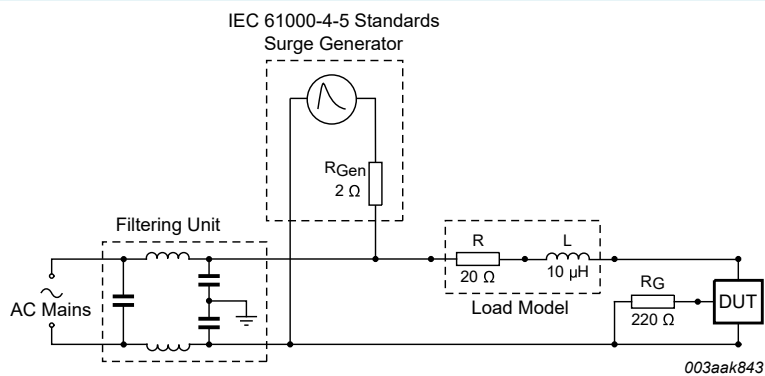 IEC 61000-4-5 Standards
Surge Generator
RGen
2 Ω
Filtering Unit
R
L
20 Ω
10 μH
RG
AC Mains
DUT
Load Model
220 Ω
003aak843